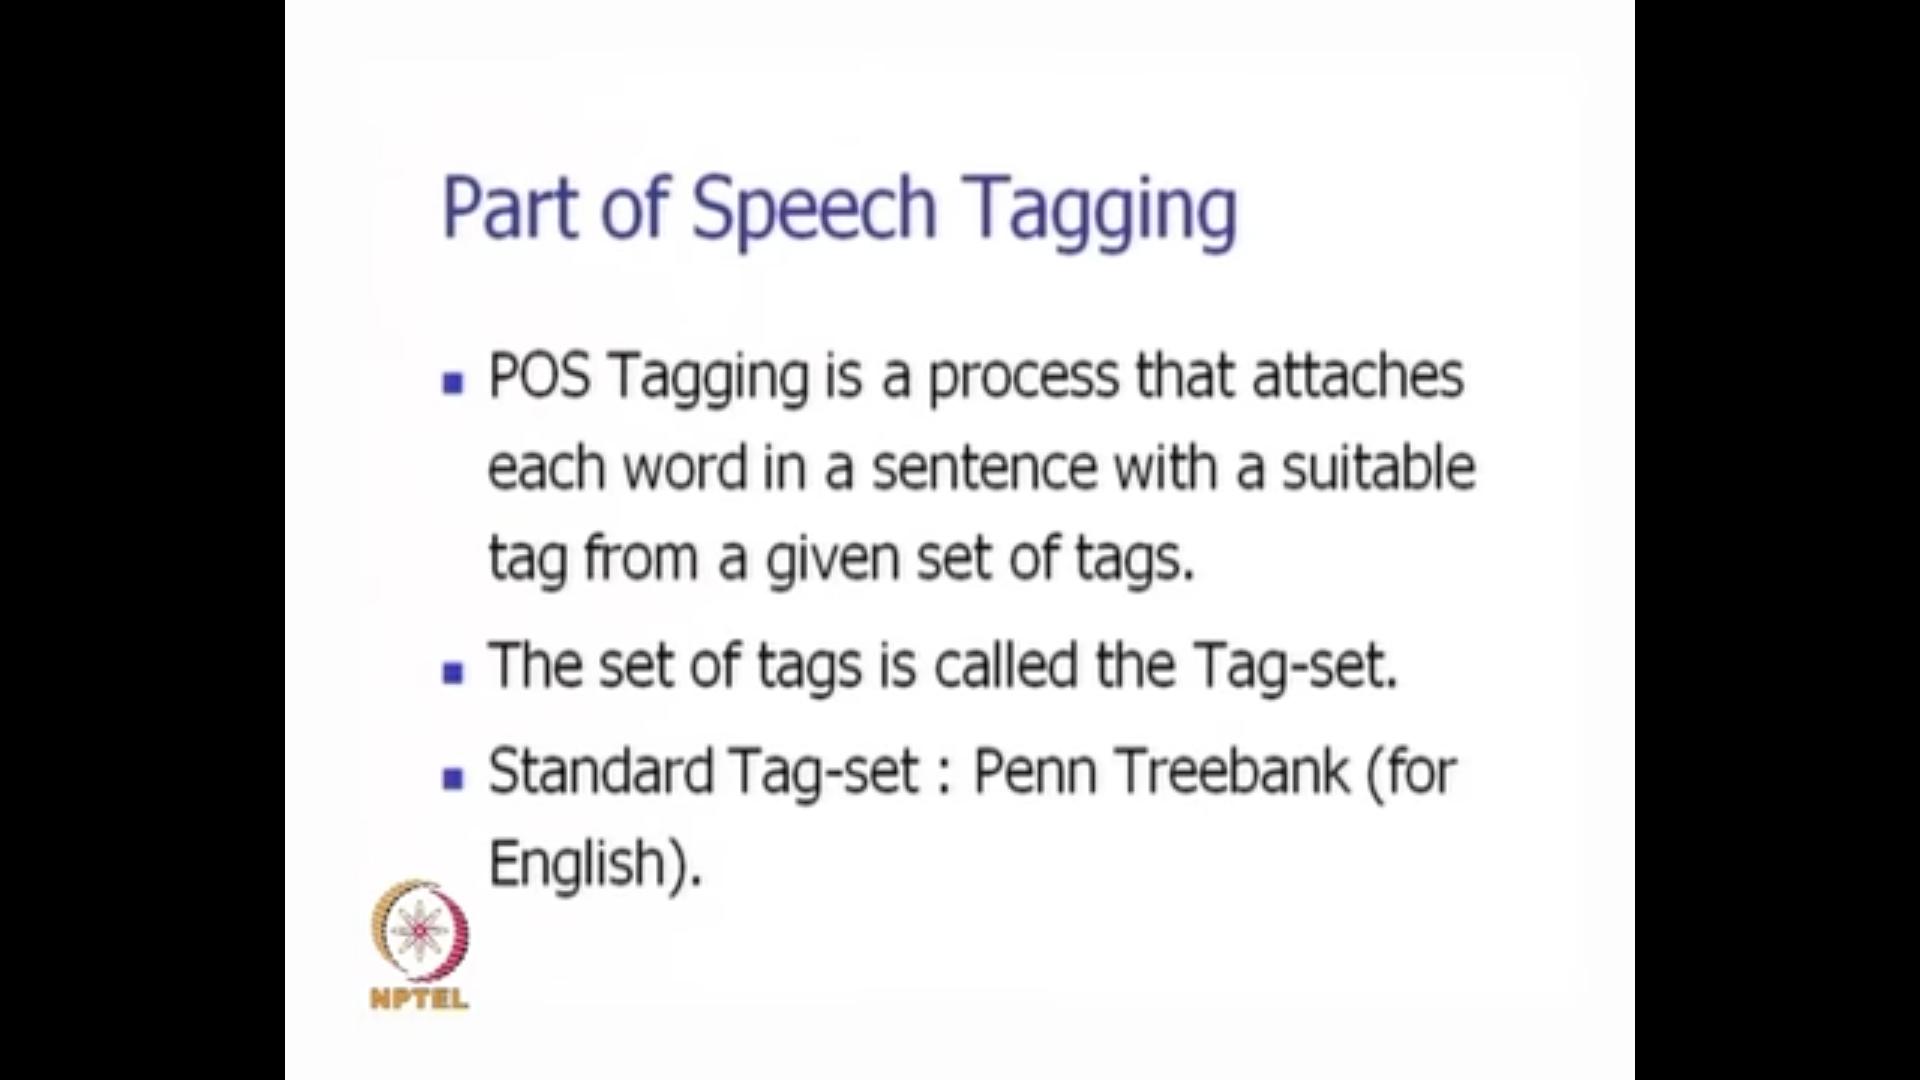 Part of Speech Tagging
POS Tagging is a process that attaches
each word in a sentence with a suitable
tag from a given set of tags.
The set of tags is called the Tag-set.
Standard Tag-set : Penn Treebank (for
English).
NPTEL